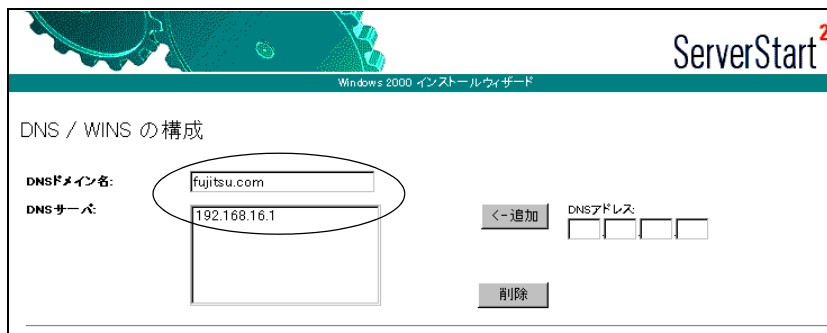 ServerStart 2
Windows 2000 インストールウィザード
DNS / WINS の構成
DNSドメイン名:
fujitsu.com
DNSサーバ:
192.168.16.1
<-追加
DNSアドレス:
. . .
削除